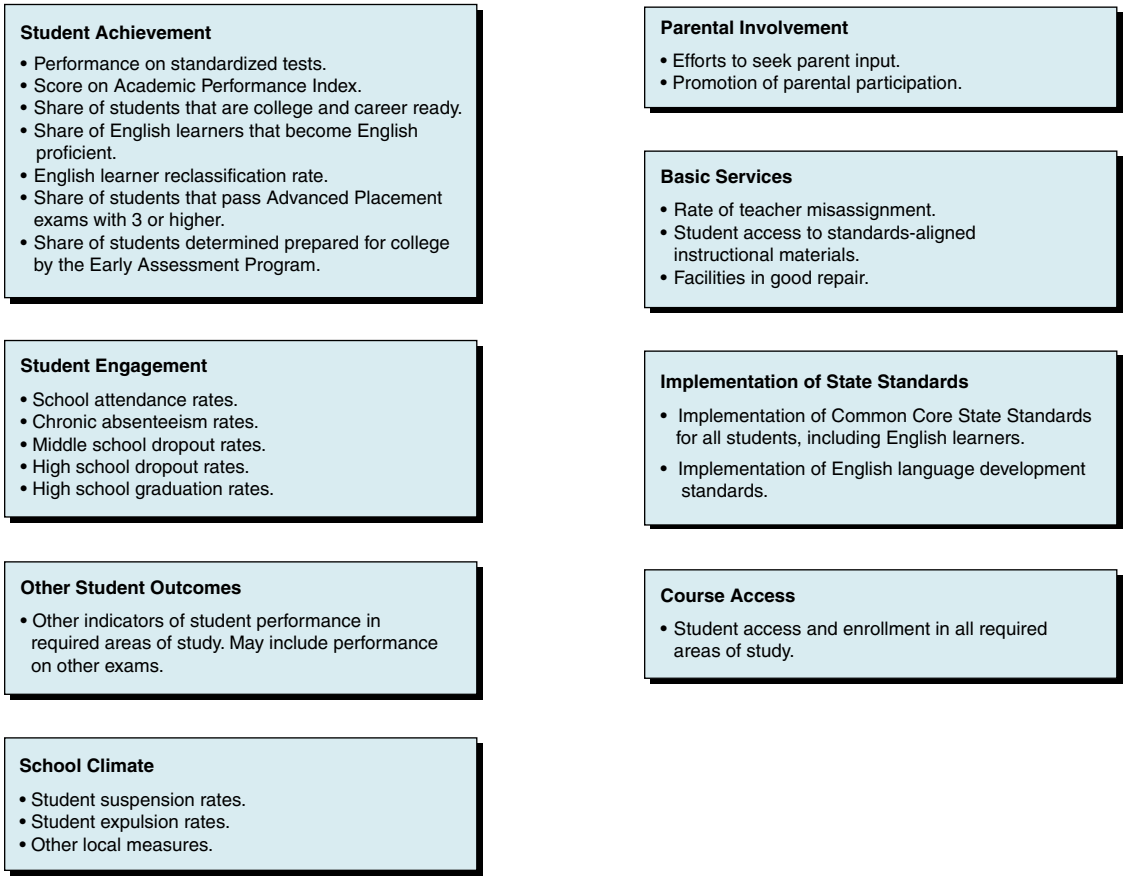 Student Achievement
• Performance on standardized tests.
• Score on Academic Performance Index.
• Share of students that are college and career ready.
• Share of English learners that become English
proficient.
• English learner reclassification rate.
• Share of students that pass Advanced Placement
exams with 3 or higher.
• Share of students determined prepared for college
by the Early Assessment Program.
Student Engagement
• School attendance rates.
• Chronic absenteeism rates.
• Middle school dropout rates.
• High school dropout rates.
• High school graduation rates.
Other Student Outcomes
• Other indicators of student performance in
required areas of study. May include performance
on other exams.
School Climate
• Student suspension rates.
• Student expulsion rates.
• Other local measures.
Parental Involvement
• Efforts to seek parent input.
• Promotion of parental participation.
Basic Services
• Rate of teacher misassignment.
• Student access to standards-aligned
instructional materials.
• Facilities in good repair.
Implementation of State Standards
• Implementation of Common Core State Standards
for all students, including English learners.
• Implementation of English language development
standards.
Course Access
• Student access and enrollment in all required
areas of study.